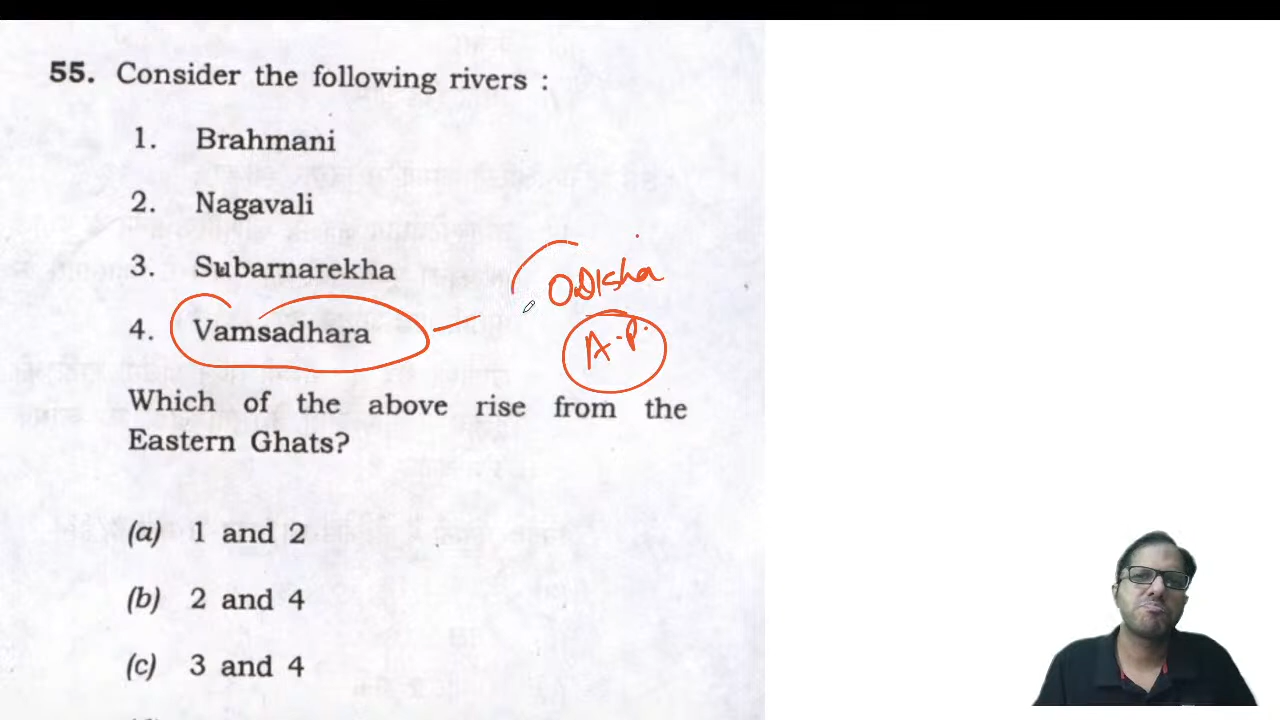 55. Consider the following rivers :
1. Brahmani
2. Nagavali
3. Subarnarekha
4. Vamsadhara
Odisha
A.P.
Which of the above rise from the
Eastern Ghats?
(a) 1 and 2
(b) 2 and 4
(c) 3 and 4